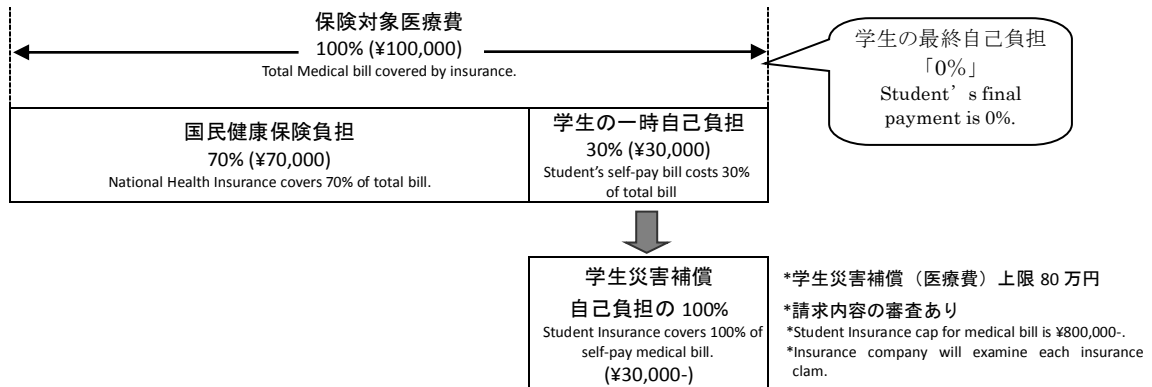 保険対象医療費
100% (¥100,000)
Total Medical bill covered by insurance.
学生の最終自己負担
「0％」
Student’s final
payment is 0%.
国民健康保険負担
70% (¥70,000)
National Health Insurance covers 70% of total bill.
学生の一時自己負担
30% (¥30,000)
Student’s self-pay bill costs 30%
of total bill
学生災害補償
自己負担の 100%
Student Insurance covers 100% of
self-pay medical bill.
(¥30,000-)
*学生災害補償（医療費）上限 80 万円
*請求内容の審査あり
*Student Insurance cap for medical bill is ¥800,000-.
*Insurance company will examine each insurance
clam.